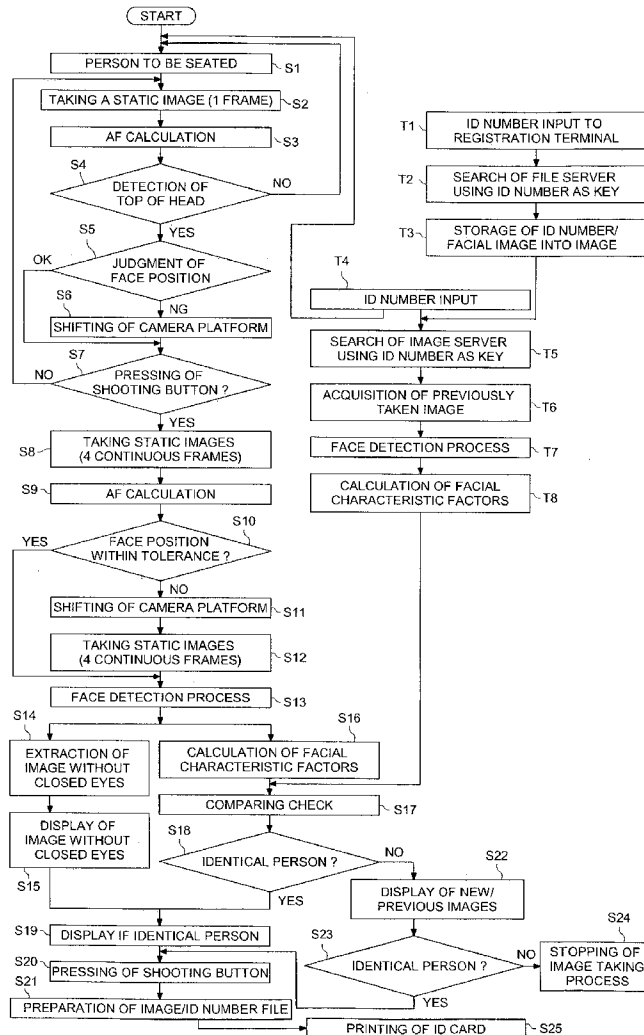 START
PERSON TO BE SEATED
S1
TAKING A STATIC IMAGE (1 FRAME)
S2
AF CALCULATION
S3
S4
DETECTION OF
TOP OF HEAD
NO
YES
S5
OK
JUDGMENT OF
FACE POSITION
S6
NG
SHIFTING OF CAMERA PLATFORM
S7
NO
PRESSING OF
SHOOTING BUTTON ?
YES
S8
TAKING STATIC IMAGES
(4 CONTINUOUS FRAMES)
S9
AF CALCULATION
S10
YES
FACE POSITION
WITHIN TOLERANCE ?
NO
SHIFTING OF CAMERA PLATFORM
S11
TAKING STATIC IMAGES
(4 CONTINUOUS FRAMES)
S12
FACE DETECTION PROCESS
S13
S14
EXTRACTION OF
IMAGE WITHOUT
CLOSED EYES
DISPLAY OF
IMAGE WITHOUT
CLOSED EYES
S15
S16
CALCULATION OF FACIAL
CHARACTERISTIC FACTORS
COMPARING CHECK
S17
S18
IDENTICAL PERSON ?
NO
YES
S19
DISPLAY IF IDENTICAL PERSON
S20
PRESSING OF SHOOTING BUTTON
S21
PREPARATION OF IMAGE/ID NUMBER FILE
S22
DISPLAY OF NEW/
PREVIOUS IMAGES
S23
IDENTICAL PERSON ?
NO
YES
S24
STOPPING OF
IMAGE TAKING
PROCESS
PRINTING OF ID CARD
S25
T1
ID NUMBER INPUT TO
REGISTRATION TERMINAL
T2
SEARCH OF FILE SERVER
USING ID NUMBER AS KEY
T3
STORAGE OF ID NUMBER/
FACIAL IMAGE INTO IMAGE
T4
ID NUMBER INPUT
SEARCH OF IMAGE SERVER
USING ID NUMBER AS KEY
T5
ACQUISITION OF PREVIOUSLY
TAKEN IMAGE
T6
FACE DETECTION PROCESS
T7
CALCULATION OF FACIAL
CHARACTERISTIC FACTORS
T8